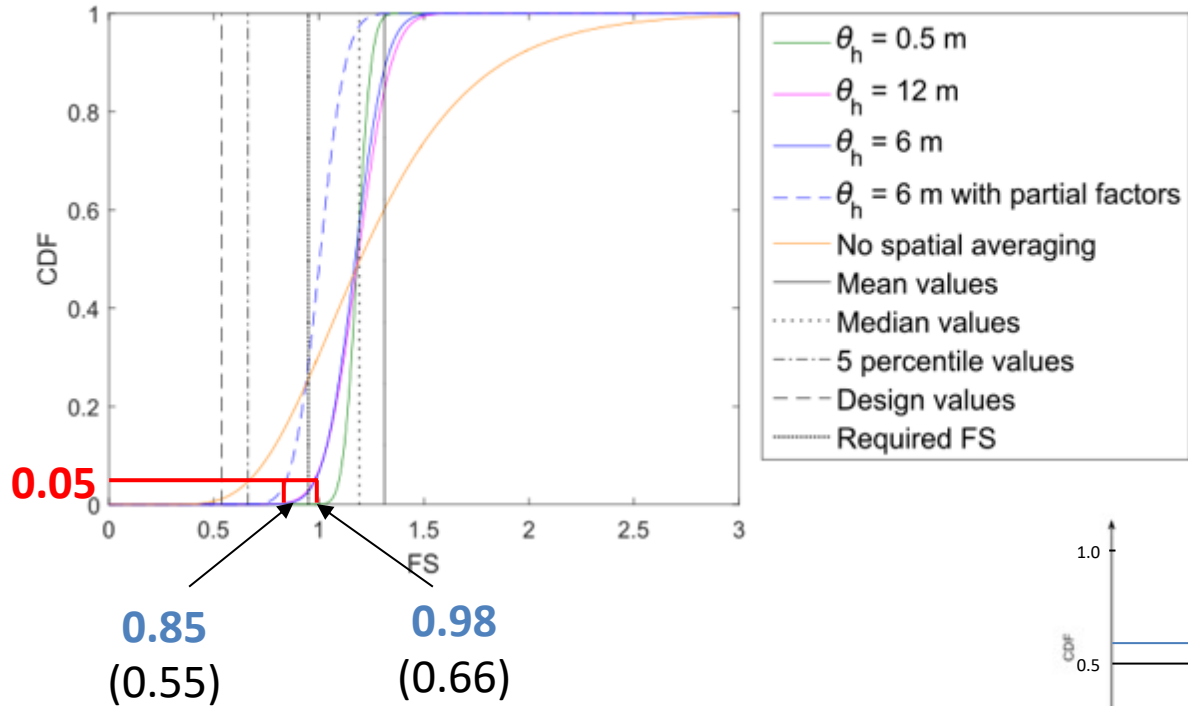 1
0.8
0.6
0.4
0.2
0
CDF
0.05
0
0.5
1
1.5
2
2.5
3
FS
θh = 0.5 m
θh = 12 m
θh = 6 m
θh = 6 m with partial factors
No spatial averaging
Mean values
Median values
5 percentile values
Design values
Required FS
0.85
(0.55)
0.98
(0.66)
1.0
CDF
0.5